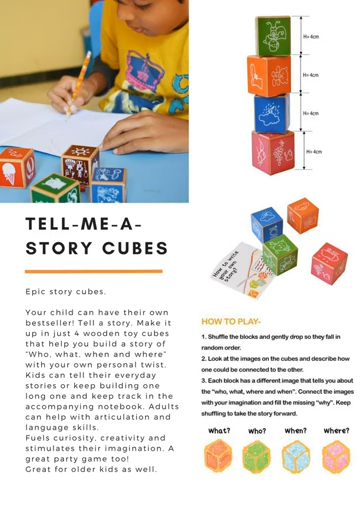 TELL-ME-A-
STORY CUBES
Epic story cubes.
Your child can have their own
bestseller! Tell a story. Make it
up in just 4 wooden toy cubes
that help you build a story of
"Who, what, when and where"
with your own personal twist.
Kids can tell their everyday
stories or keep building one
long one and keep track in the
accompanying notebook. Adults
can help with articulation and
language skills.
Fuels curiosity, creativity and
stimulates their imagination. A
great party game too!
Great for older kids as well.
H= 4cm
H= 4cm
H= 4cm
H= 4cm
How to write
your own
story?
HOW TO PLAY-
1. Shuffle the blocks and gently drop so they fall in
random order.
2. Look at the images on the cubes and describe how
one could be connected to the other.
3. Each block has a different image that tells you about
the "who, what, where and when". Connect the images
with your imagination and fill the missing "why". Keep
shuffling to take the story forward.
What?
Who?
When?
Where?